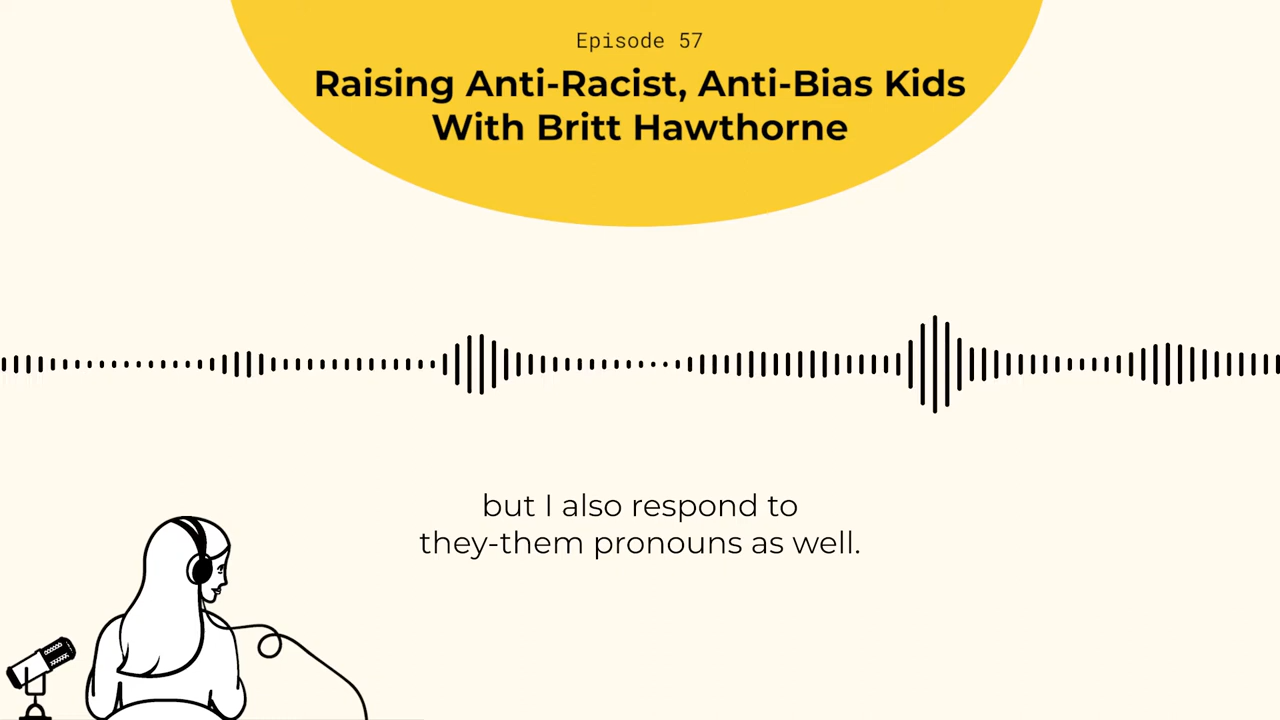 Episode 57
Raising Anti-Racist, Anti-Bias Kids
With Britt Hawthorne
but I also respond to
they-them pronouns as well.